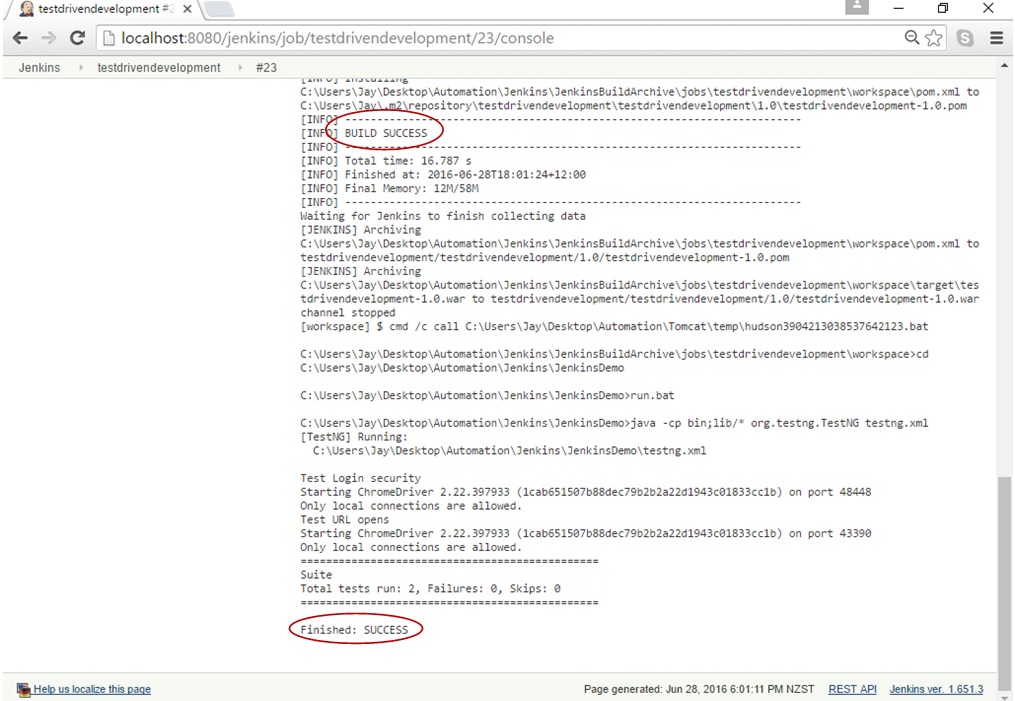 testdrivendevelopment #2
localhost:8080/jenkins/job/testdrivendevelopment/23/console
Jenkins testdrivendevelopment #23
[INFO] Installing
C:\Users\Jay\Desktop\Automation\Jenkins\JenkinsBuildArchive\jobs\testdrivendevelopment\workspace\pom.xml to
C:\Users\Jay\.m2\repository\testdrivendevelopment\testdrivendevelopment\1.0\testdrivendevelopment-1.0.pom
[INFO] ------------------------------------------------------------------------
[INFO] BUILD SUCCESS
[INFO] ------------------------------------------------------------------------
[INFO] Total time: 16.787 s
[INFO] Finished at: 2016-06-28T18:01:24+12:00
[INFO] Final Memory: 12M/58M
[INFO] ------------------------------------------------------------------------
Waiting for Jenkins to finish collecting data
[JENKINS] Archiving
C:\Users\Jay\Desktop\Automation\Jenkins\JenkinsBuildArchive\jobs\testdrivendevelopment\workspace\pom.xml to
testdrivendevelopment/testdrivendevelopment/1.0/testdrivendevelopment-1.0.pom
[JENKINS] Archiving
C:\Users\Jay\Desktop\Automation\Jenkins\JenkinsBuildArchive\jobs\testdrivendevelopment\workspace\target\tes
tdrivendevelopment-1.0.war to testdrivendevelopment/testdrivendevelopment/1.0/testdrivendevelopment-1.0.war
channel stopped
[workspace] $ cmd /c call C:\Users\Jay\Desktop\Automation\Tomcat\temp\hudson3904213038537642123.bat
C:\Users\Jay\Desktop\Automation\Jenkins\JenkinsBuildArchive\jobs\testdrivendevelopment\workspace>cd
C:\Users\Jay\Desktop\Automation\Jenkins\JenkinsDemo
C:\Users\Jay\Desktop\Automation\Jenkins\JenkinsDemo>run.bat
C:\Users\Jay\Desktop\Automation\Jenkins\JenkinsDemo>java -cp bin;lib/* org.testng.TestNG testng.xml
[TestNG] Running:
C:\Users\Jay\Desktop\Automation\Jenkins\JenkinsDemo\testng.xml
Test Login security
Starting ChromeDriver 2.22.397933 (1cab651507b88dec79b2b2a22d1943c01833cc1b) on port 48448
Only local connections are allowed.
Test URL opens
Starting ChromeDriver 2.22.397933 (1cab651507b88dec79b2b2a22d1943c01833cc1b) on port 43390
Only local connections are allowed.
===============================================
Suite
Total tests run: 2, Failures: 0, Skips: 0
===============================================
Finished: SUCCESS
Help us localize this page Page generated: Jun 28, 2016 6:01:11 PM NZST REST API Jenkins ver. 1.651.3